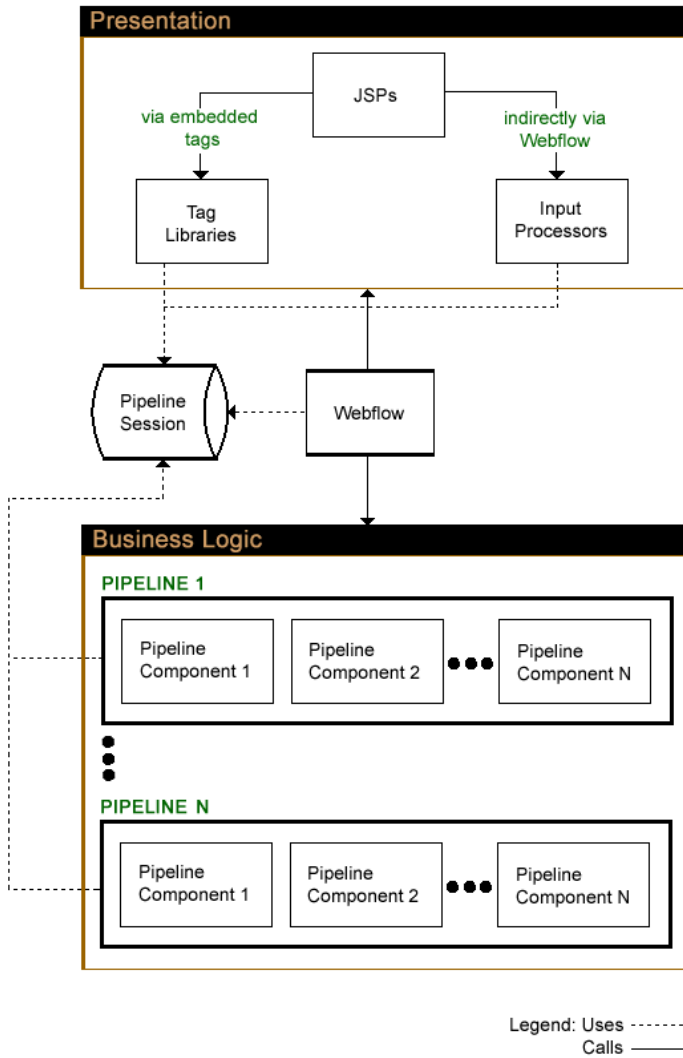 Presentation
JSPs
via embedded
tags
indirectly via
Webflow
Tag
Libraries
Input
Processors
Pipeline
Session
Webflow
Business Logic
PIPELINE 1
Pipeline
Component 1
Pipeline
Component 2
Pipeline
Component N
PIPELINE N
Pipeline
Component 1
Pipeline
Component 2
Pipeline
Component N
Legend: Uses
Calls